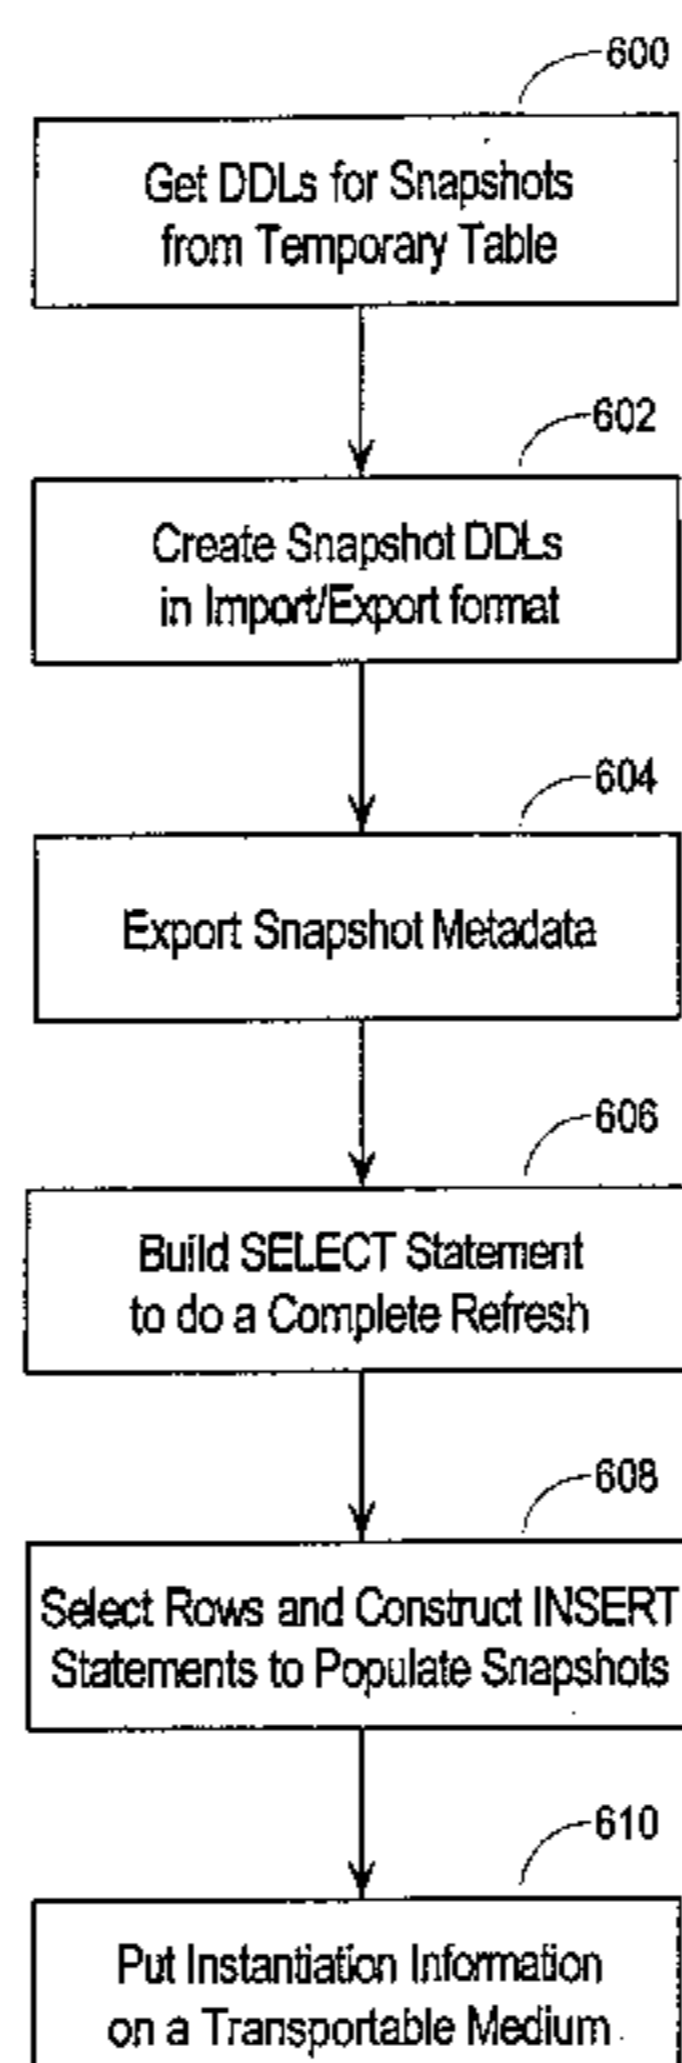 600
Get DDLs for Snapshots
from Temporary Table
602
Create Snapshot DDLs
in Import/Export format
604
Export Snapshot Metadata
606
Build SELECT Statement
to do a Complete Refresh
608
Select Rows and Construct INSERT
Statements to Populate Snapshots
610
Put Instantiation Information
on a Transportable Medium